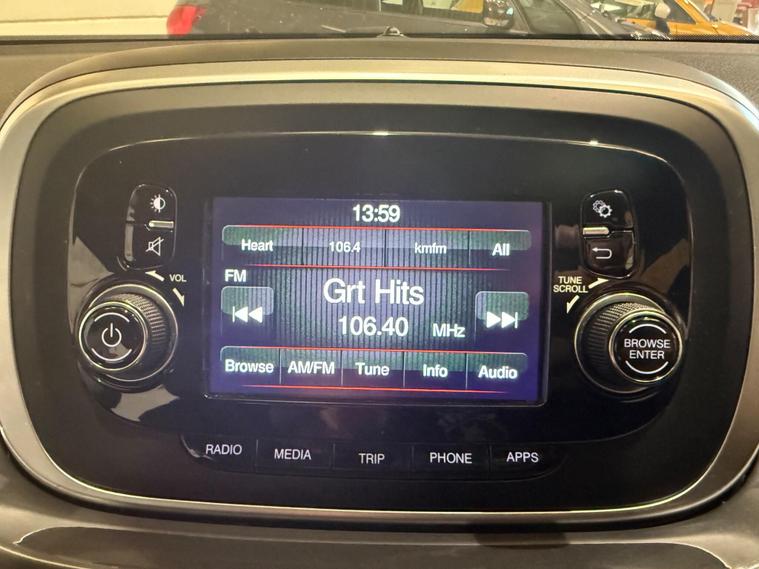 13:59
Heart 106.4 kmfm All
FM
Grt Hits
106.40 MHz
Browse AM/FM Tune Info Audio
VOL
TUNE
SCROLL
BROWSE
ENTER
RADIO MEDIA TRIP PHONE APPS